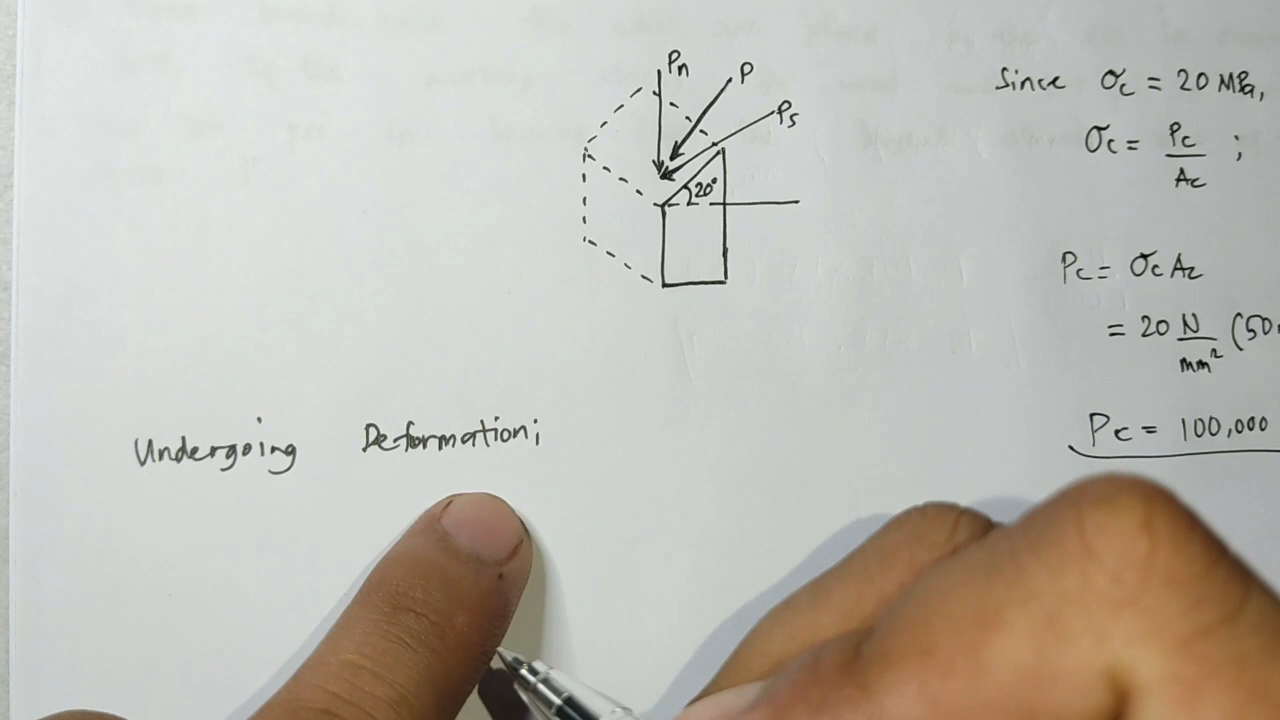 Pn
P
Ps
20°
Since σc = 20 MPa,
σc = Pc / Ac ;
Pc = σc Ac
= 20 N / mm² (50
Pc = 100,000
Undergoing Deformation;